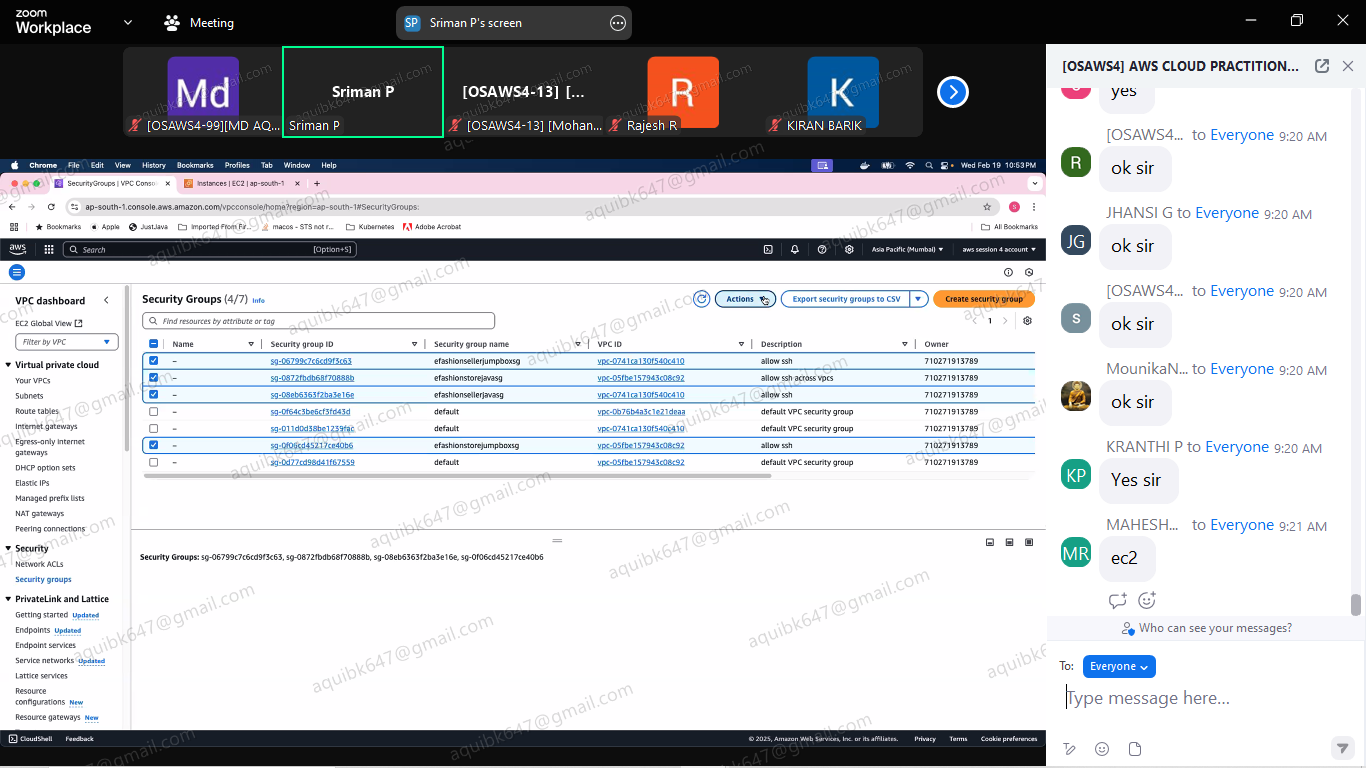 zoom
Workplace
Meeting
SP Sriman P's screen
Md
[OSAWS4-99][MD AQ...
Sriman P
Sriman P
[OSAWS4-13] [...
[OSAWS4-13] [Mohan...
R
Rajesh R
K
KIRAN BARIK
Chrome File Edit View History Bookmarks Profiles Tab Window Help
Wed Feb 19 10:53PM
SecurityGroups | VPC Conso
Instances | EC2 | ap-south-1
ap-south-1.console.aws.amazon.com/vpcconsole/home?region=ap-south-1#SecurityGroups:
Bookmarks Apple JustJava Imported From Fir... macos - STS not r... Kubernetes Adobe Acrobat All Bookmarks
aws Search [Option+S] Asia Pacific (Mumbai) aws session 4 account
VPC dashboard
EC2 Global View
Filter by VPC
Virtual private cloud
Your VPCs
Subnets
Route tables
Internet gateways
Egress-only internet
gateways
DHCP option sets
Elastic IPs
Managed prefix lists
NAT gateways
Peering connections
Security
Network ACLs
Security groups
PrivateLink and Lattice
Getting started Updated
Endpoints Updated
Endpoint services
Service networks Updated
Lattice services
Resource
configurations New
Resource gateways New
Security Groups (4/7) Info
Actions
Export security groups to CSV
Create security group
Find resources by attribute or tag
1
Name Security group ID Security group name VPC ID Description Owner
– sg-06799c7c6cd9f3c63 efashionsellerjumpboxsg vpc-0741ca130f540c410 allow ssh 710271913789
– sg-0872fbdb68f70888b efashionstorejavasg vpc-05fbe157943c08c92 allow ssh across vpcs 710271913789
– sg-08eb6363f2ba3e16e efashionsellerjavasg vpc-0741ca130f540c410 allow ssh 710271913789
– sg-0f64c3be6cf3fd43d default vpc-0b76b4a3c1e21deaa default VPC security group 710271913789
– sg-011d0d38be1239fac default vpc-0741ca130f540c410 default VPC security group 710271913789
– sg-0f06cd45217ce40b6 efashionstorejumpboxsg vpc-05fbe157943c08c92 allow ssh 710271913789
– sg-0d77cd98d41f67559 default vpc-05fbe157943c08c92 default VPC security group 710271913789
Security Groups: sg-06799c7c6cd9f3c63, sg-0872fbdb68f70888b, sg-08eb6363f2ba3e16e, sg-0f06cd45217ce40b6
CloudShell Feedback
© 2025, Amazon Web Services, Inc. or its affiliates. Privacy Terms Cookie preferences
aquibk647@gmail.com
[OSAWS4] AWS CLOUD PRACTITION...
yes
[OSAWS4... to Everyone 9:20 AM
R
ok sir
JHANSI G to Everyone 9:20 AM
JG
ok sir
[OSAWS4... to Everyone 9:20 AM
S
ok sir
MounikaN... to Everyone 9:20 AM
ok sir
KRANTHI P to Everyone 9:20 AM
KP
Yes sir
MAHESH... to Everyone 9:21 AM
MR
ec2
Who can see your messages?
To: Everyone
Type message here...